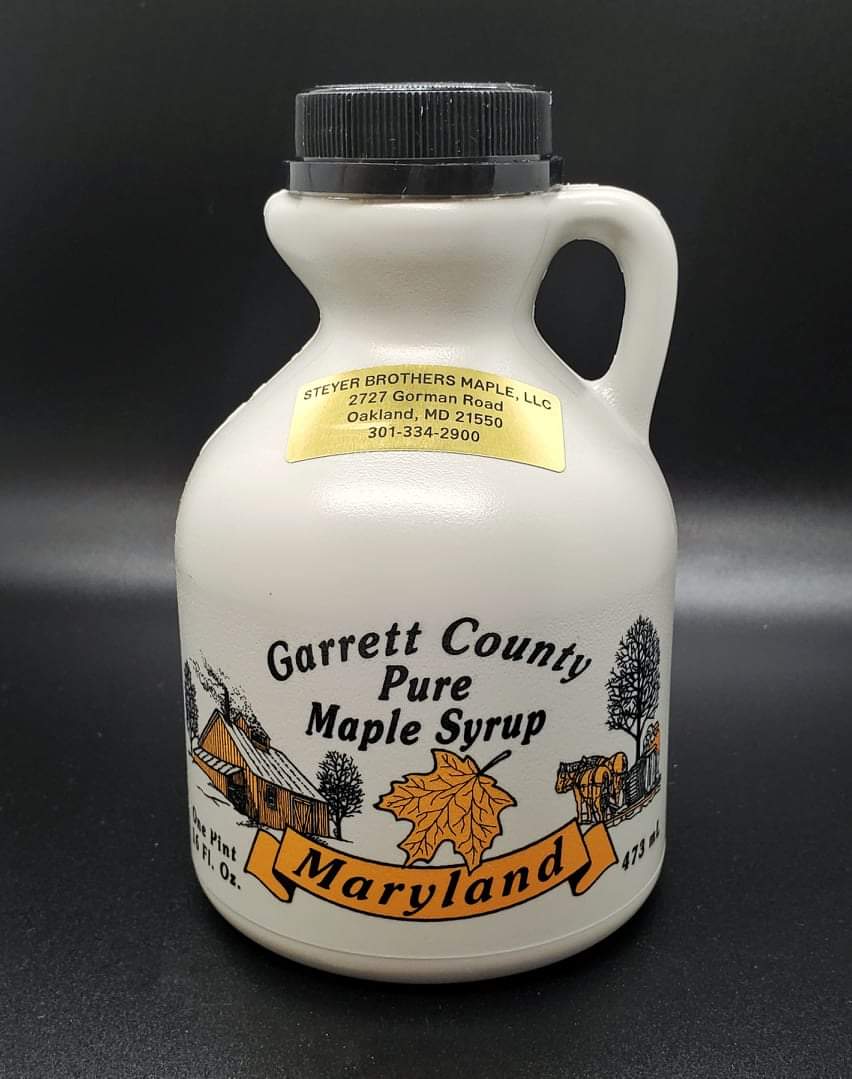 STEYER BROTHERS MAPLE, LLC
2727 Gorman Road
Oakland, MD 21550
301-334-2900
Garrett County
Pure
Maple Syrup
One Pint
16 Fl. Oz.
Maryland
473 mL